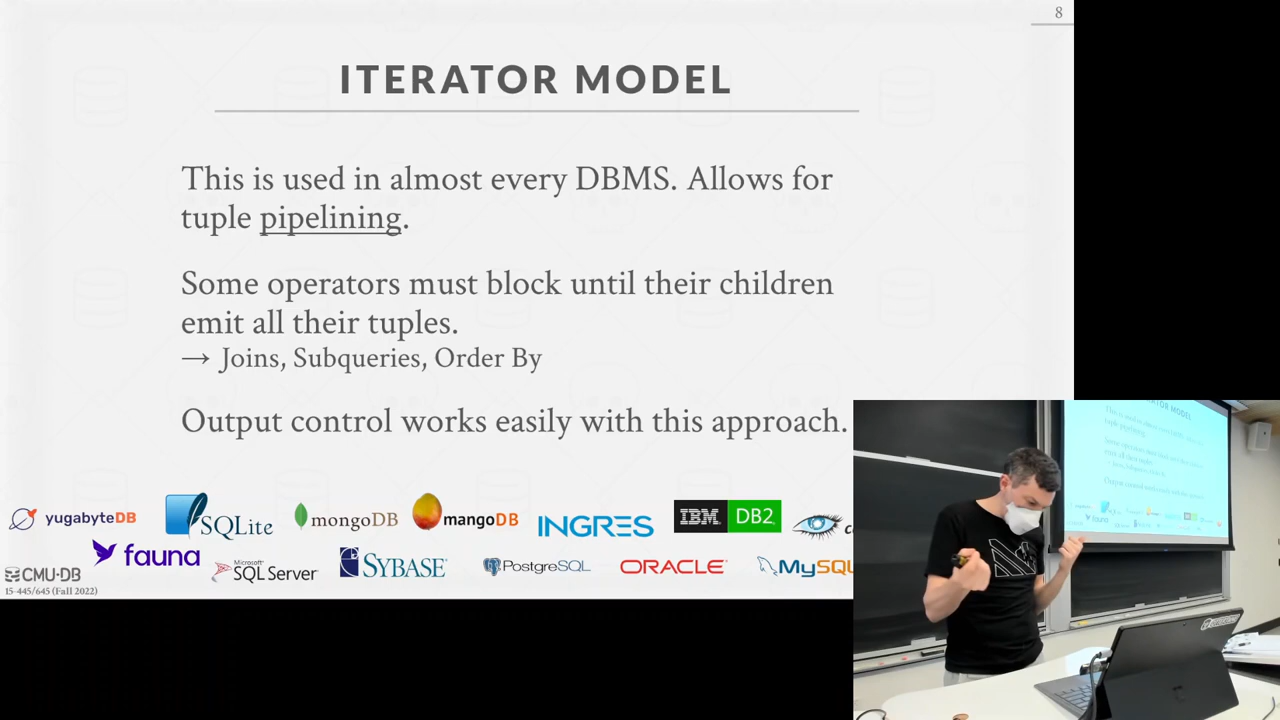 8
ITERATOR MODEL
This is used in almost every DBMS. Allows for
tuple pipelining.
Some operators must block until their children
emit all their tuples.
→ Joins, Subqueries, Order By
Output control works easily with this approach.
yugabyteDB SQLite mongoDB mangoDB INGRES IBM DB2
fauna Microsoft SQL Server SYBASE PostgreSQL ORACLE MySQL
CMU·DB
15-445/645 (Fall 2022)